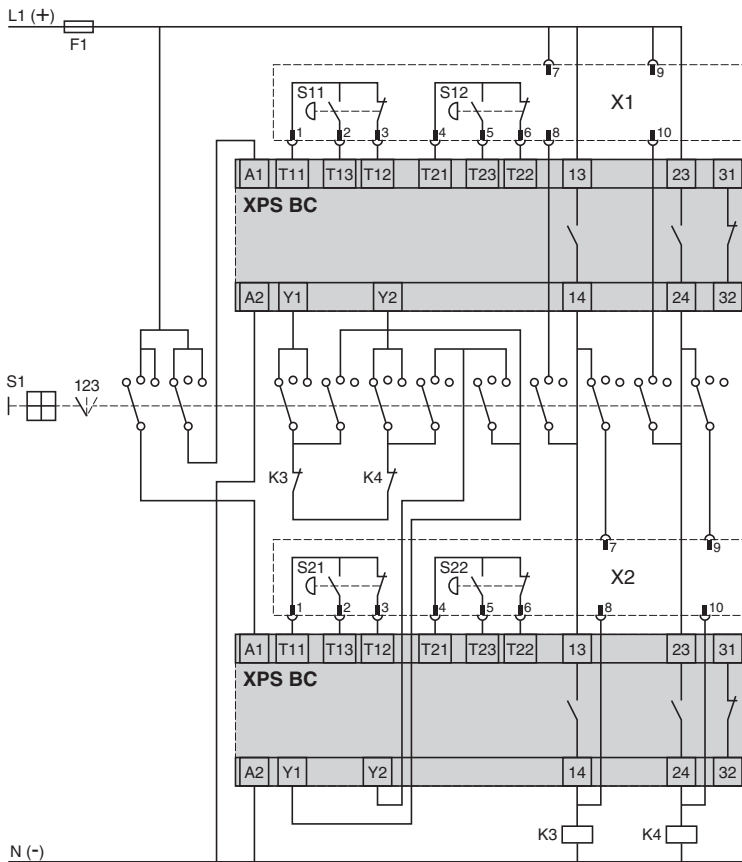 L1 (+)
F1
7 9
S11 S12 X1
1 2 3 4 5 6 8 10
A1 T11 T13 T12 T21 T23 T22 13 23 31
XPS BC
A2 Y1 Y2 14 24 32
S1 123
K3 K4
7 9
S21 S22 X2
1 2 3 4 5 6 8 10
A1 T11 T13 T12 T21 T23 T22 13 23 31
XPS BC
A2 Y1 Y2 14 24 32
K3 K4
N (-)